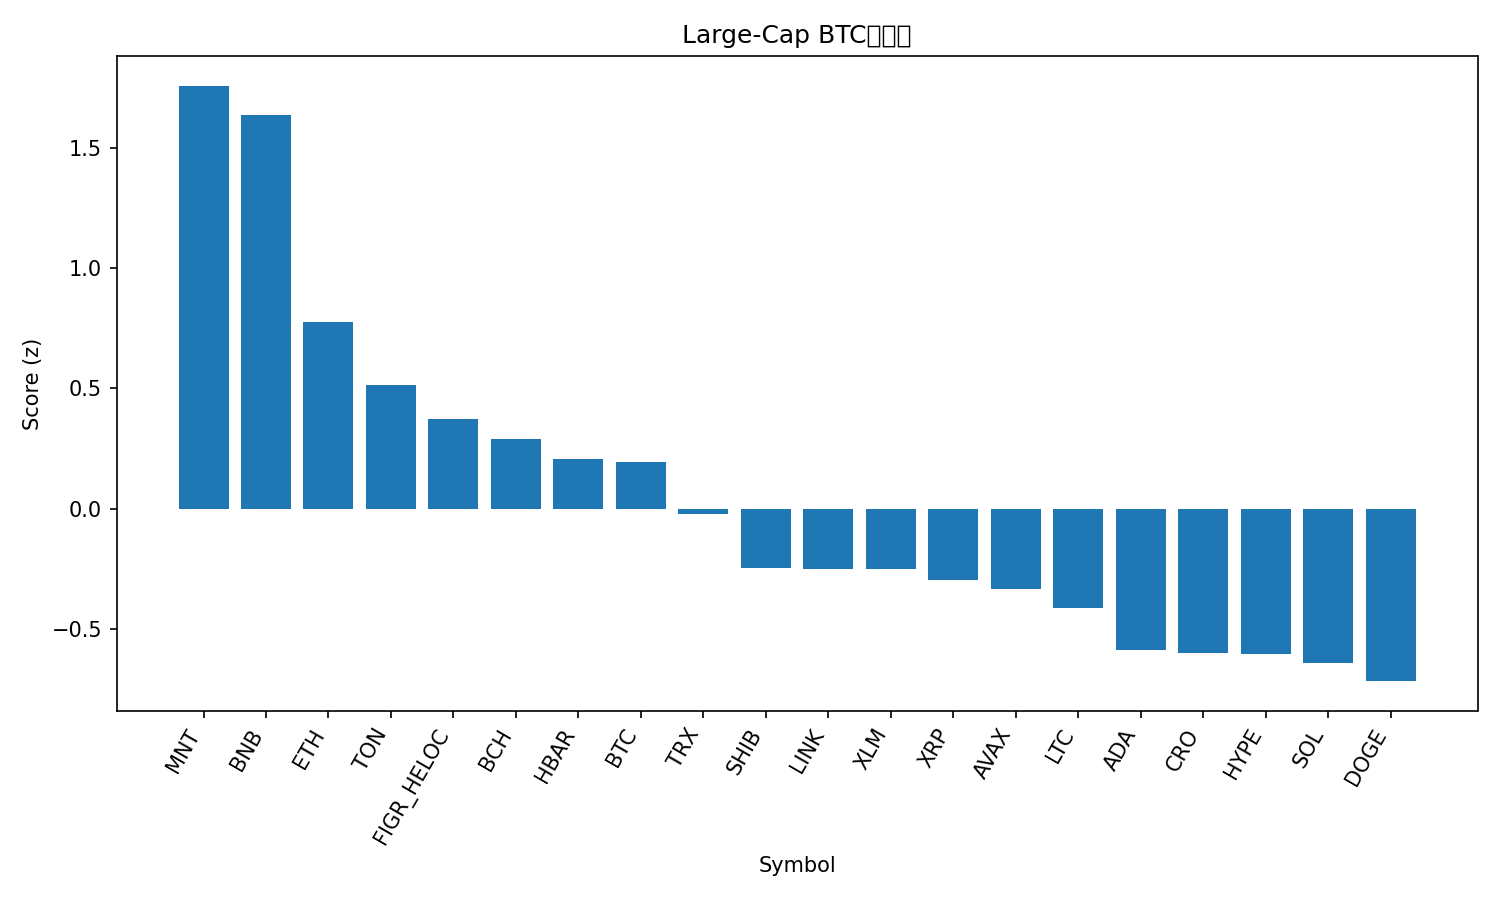 Large-Cap BTC
Score (z)
1.5
1.0
0.5
0.0
−0.5
MNT
BNB
ETH
TON
FIGR_HELOC
BCH
HBAR
BTC
TRX
SHIB
LINK
XLM
XRP
AVAX
LTC
ADA
CRO
HYPE
SOL
DOGE
Symbol